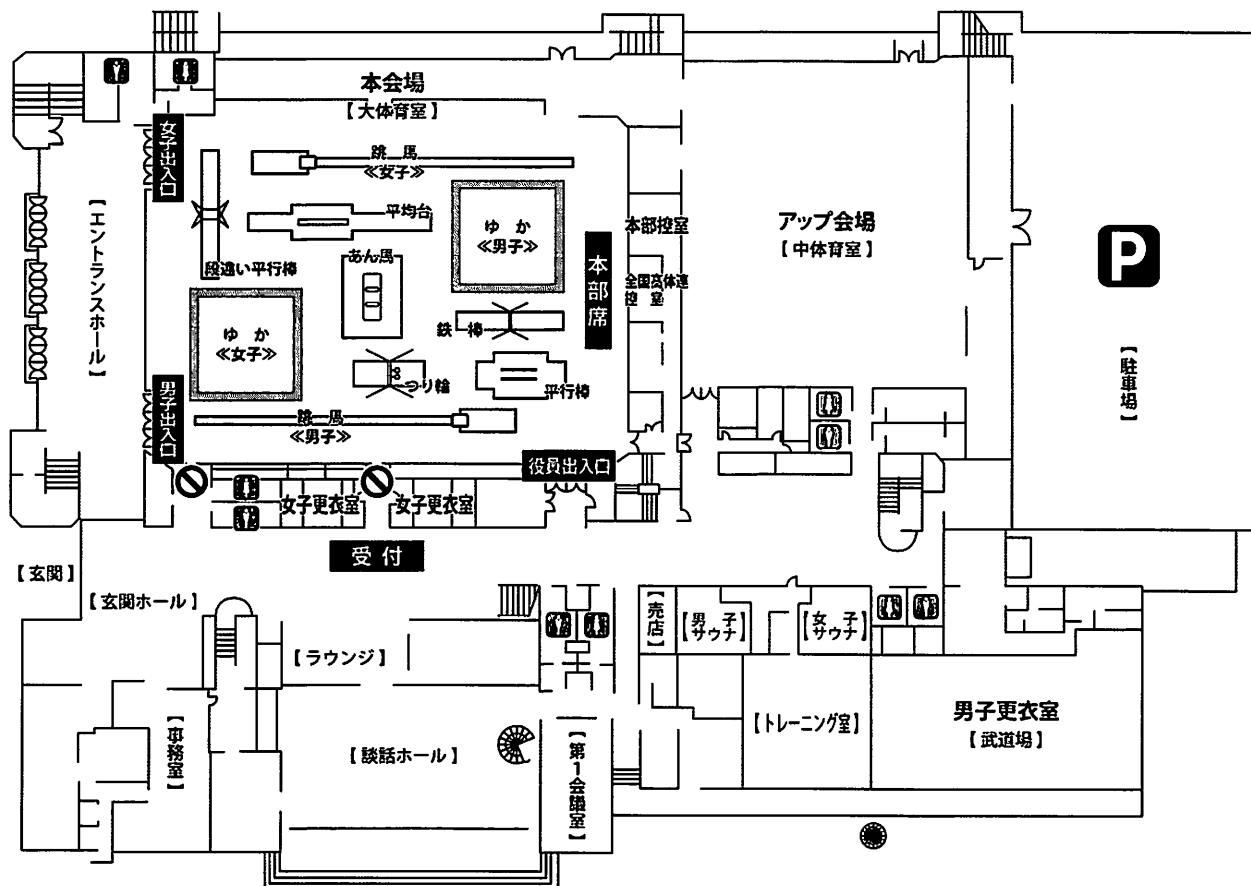 本会場
【大体育室】
女子出入口
跳馬
≪女子≫
平均台
ゆか
≪男子≫
段違い平行棒
あん馬
本部席
本部控室
全国高体連
控室
アップ会場
【中体育室】
P
【駐車場】
【エントランスホール】
ゆか
≪女子≫
鉄棒
つり輪
平行棒
男子出入口
跳馬
≪男子≫
役員出入口
女子更衣室
女子更衣室
受付
【玄関】
【玄関ホール】
【ラウンジ】
【売店】
【男子
サウナ】
【女子
サウナ】
【事務室】
【談話ホール】
【第1会議室】
【トレーニング室】
男子更衣室
【武道場】